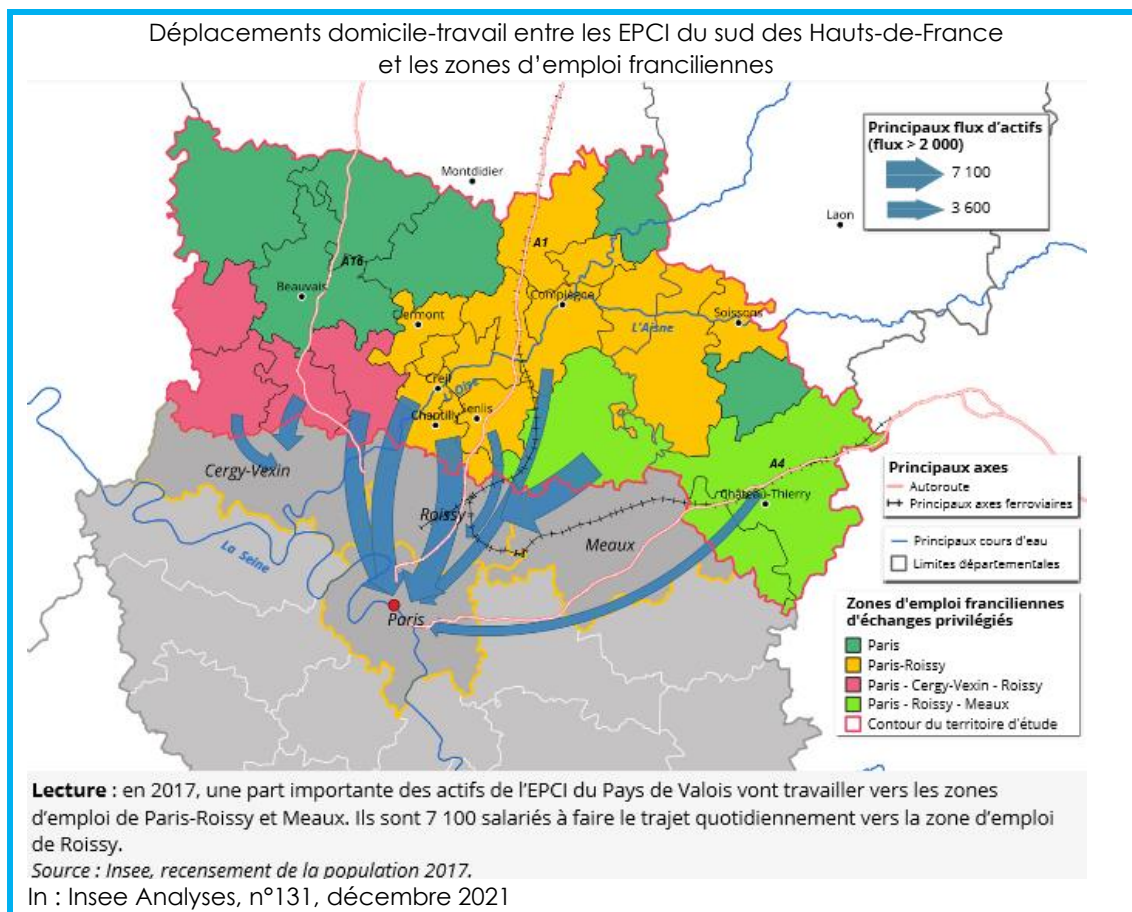 Déplacements domicile-travail entre les EPCI du sud des Hauts-de-France
et les zones d’emploi franciliennes
Principaux flux d'actifs
(flux > 2 000)
7 100
3 600
Montdidier
Laon
A1
A16
Beauvais
Compiègne
Clermont
L'Aisne
Soissons
Creil
L'Oise
Chantilly
Senlis
Cergy-Vexin
A4
Château-Thierry
Roissy
Meaux
La Seine
Paris
Principaux axes
Autoroute
Principaux axes ferroviaires
Principaux cours d'eau
Limites départementales
Zones d'emploi franciliennes
d'échanges privilégiés
Paris
Paris-Roissy
Paris - Cergy-Vexin - Roissy
Paris - Roissy - Meaux
Contour du territoire d'étude
Lecture : en 2017, une part importante des actifs de l’EPCI du Pays de Valois vont travailler vers les zones
d’emploi de Paris-Roissy et Meaux. Ils sont 7 100 salariés à faire le trajet quotidiennement vers la zone d’emploi
de Roissy.
Source : Insee, recensement de la population 2017.
In : Insee Analyses, n°131, décembre 2021